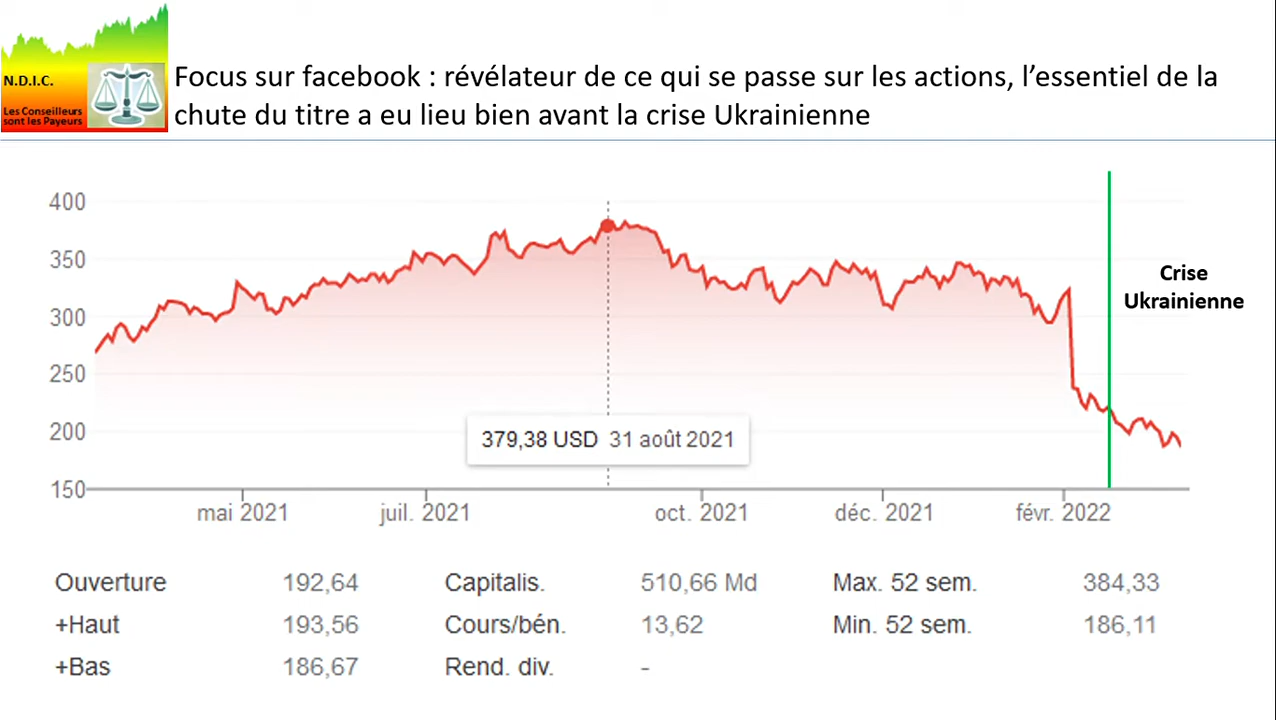 N.D.I.C.
Les Conseilleurs
sont les Payeurs
Focus sur facebook : révélateur de ce qui se passe sur les actions, l’essentiel de la
chute du titre a eu lieu bien avant la crise Ukrainienne
400
350
300
250
200
150
Crise
Ukrainienne
379,38 USD 31 août 2021
mai 2021 juil. 2021 oct. 2021 déc. 2021 févr. 2022
Ouverture 192,64 Capitalis. 510,66 Md Max. 52 sem. 384,33
+Haut 193,56 Cours/bén. 13,62 Min. 52 sem. 186,11
+Bas 186,67 Rend. div. -